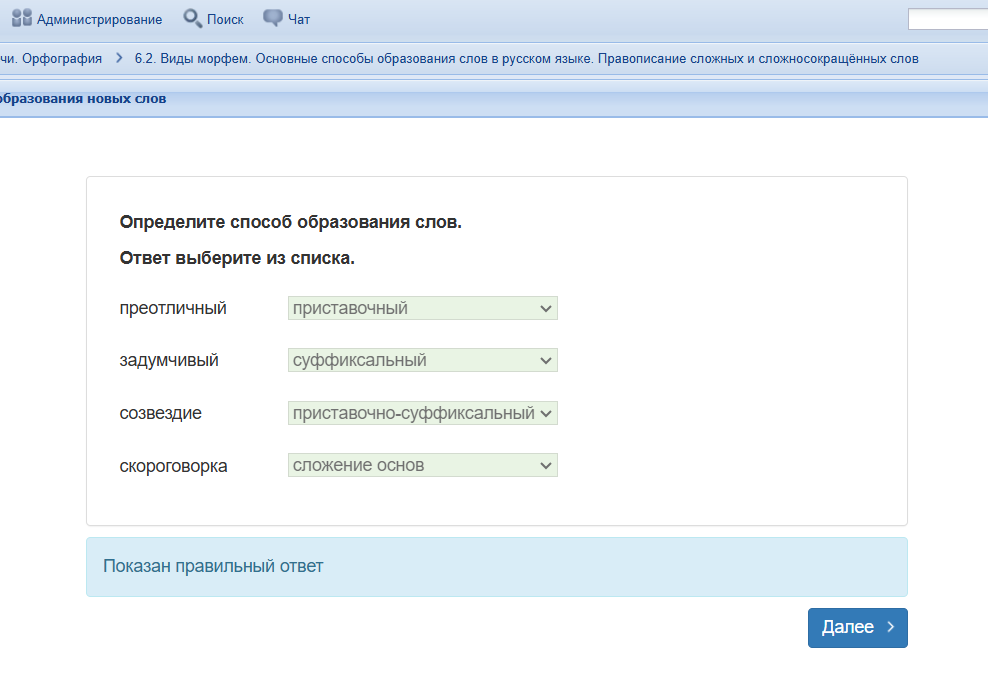 Администрирование Поиск Чат
чи. Орфография 6.2. Виды морфем. Основные способы образования слов в русском языке. Правописание сложных и сложносокращённых слов
образования новых слов
Определите способ образования слов.
Ответ выберите из списка.
преотличный приставочный
задумчивый суффиксальный
созвездие приставочно-суффиксальный
скороговорка сложение основ
Показан правильный ответ
Далее